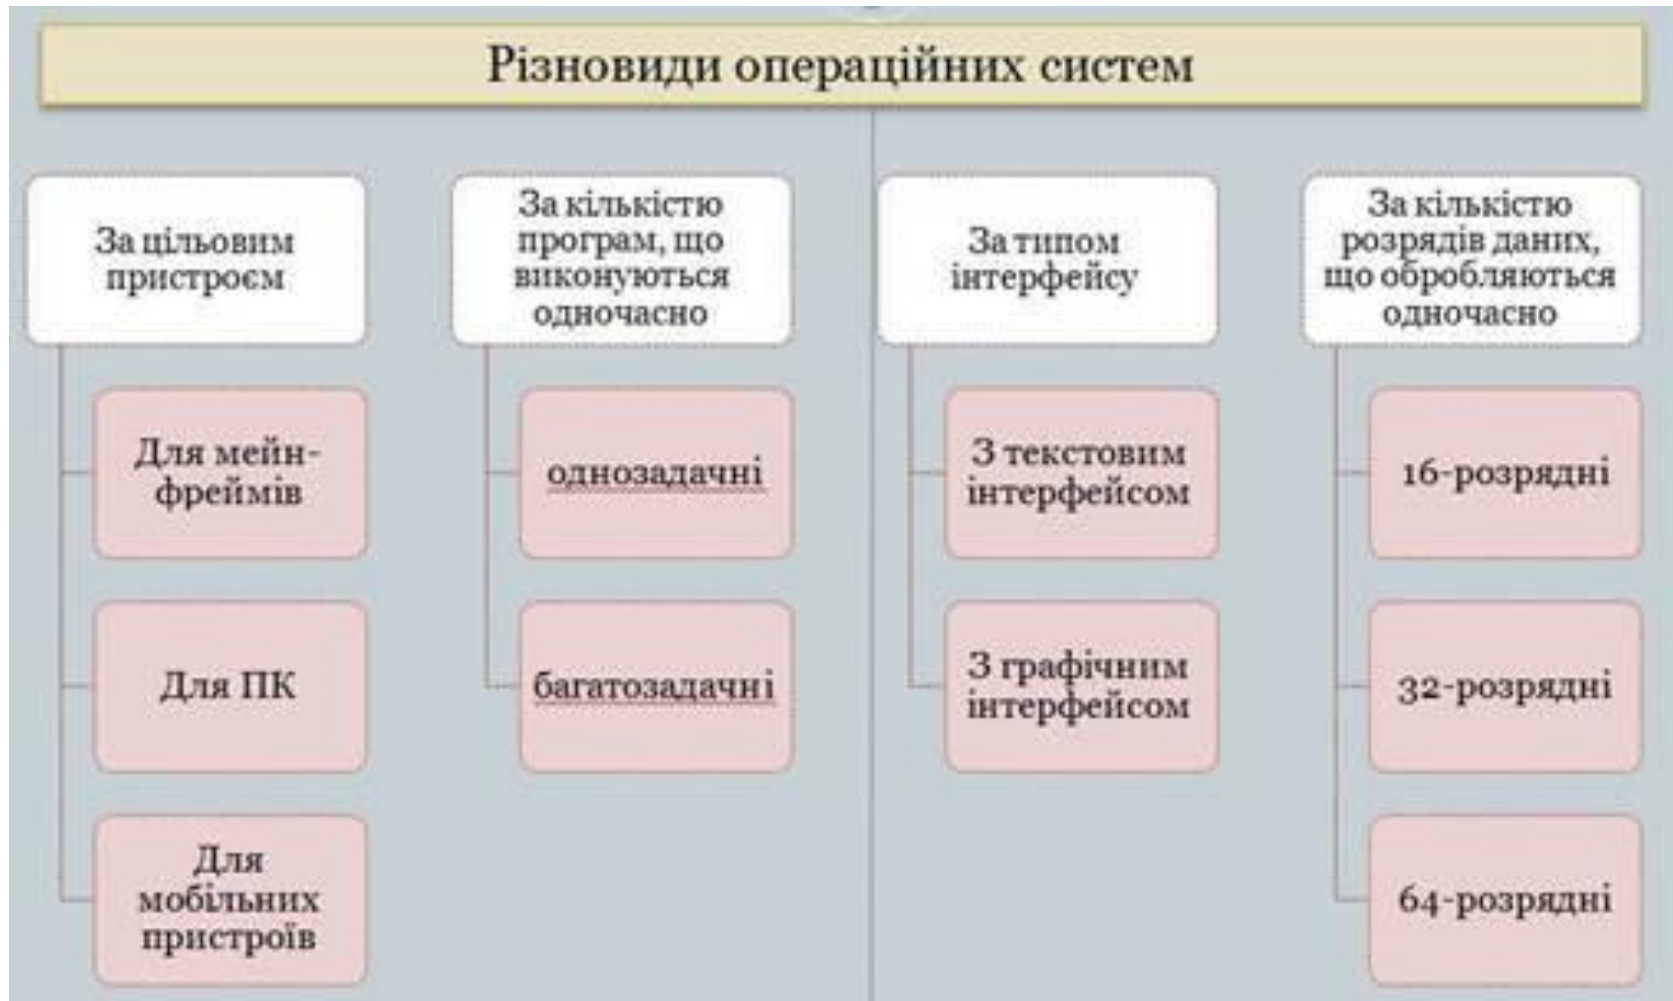 Різновиди операційних систем
За цільовим
пристроєм
Для мейн-
фреймів
Для ПК
Для
мобільних
пристроїв
За кількістю
програм, що
виконуються
одночасно
однозадачні
багатозадачні
За типом
інтерфейсу
З текстовим
інтерфейсом
З графічним
інтерфейсом
За кількістю
розрядів даних,
що обробляються
одночасно
16-розрядні
32-розрядні
64-розрядні